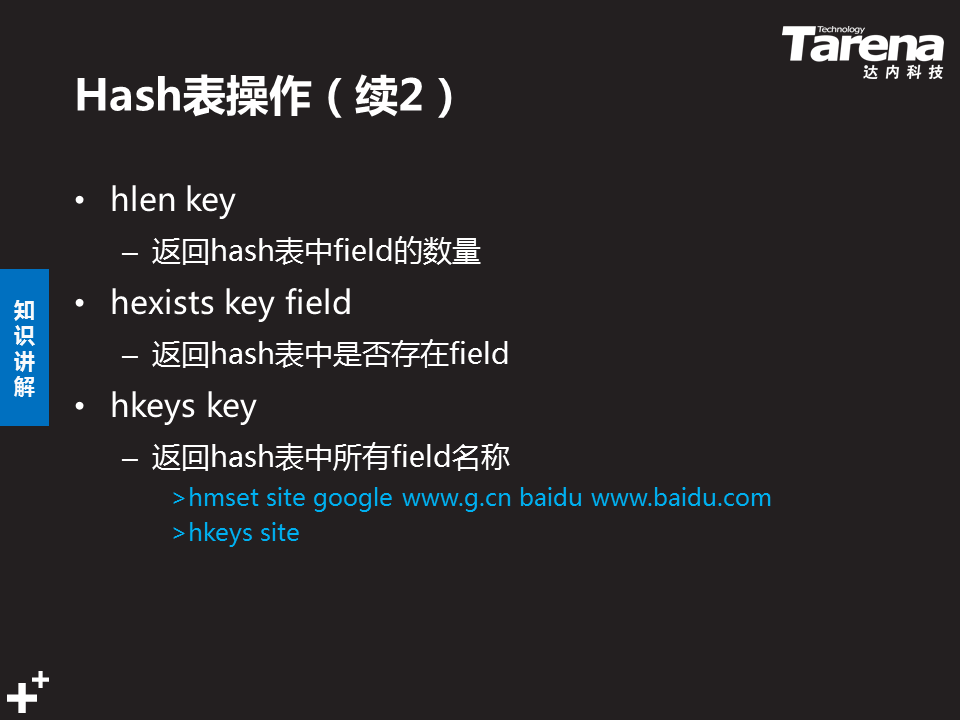 Technology
Tarena
达内科技
Hash表操作（续2）
• hlen key
– 返回hash表中field的数量
• hexists key field
– 返回hash表中是否存在field
• hkeys key
– 返回hash表中所有field名称
>hmset site google www.g.cn baidu www.baidu.com
>hkeys site
知识讲解